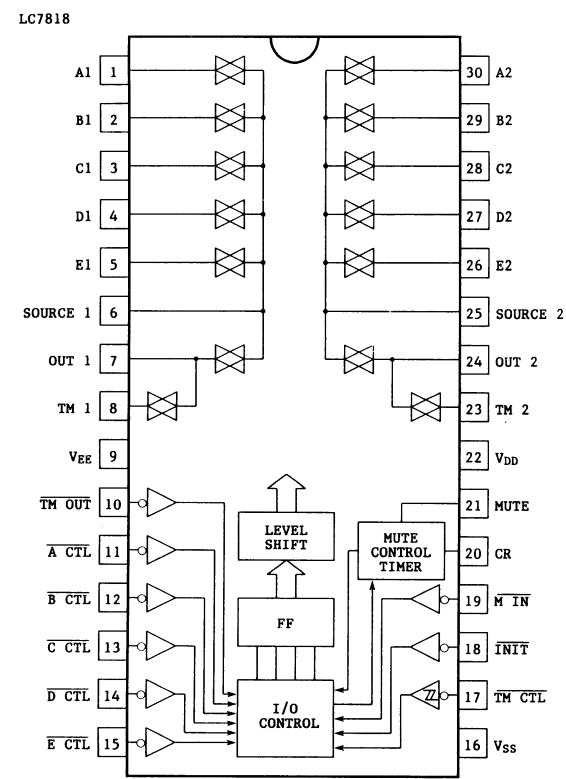 LC7818
A1 1
B1 2
C1 3
D1 4
E1 5
SOURCE 1 6
OUT 1 7
TM 1 8
VEE 9
TM OUT 10
A CTL 11
B CTL 12
C CTL 13
D CTL 14
E CTL 15
30 A2
29 B2
28 C2
27 D2
26 E2
25 SOURCE 2
24 OUT 2
23 TM 2
22 VDD
21 MUTE
20 CR
19 M IN
18 INIT
17 TM CTL
16 VSS
LEVEL
SHIFT
FF
I/O
CONTROL
MUTE
CONTROL
TIMER